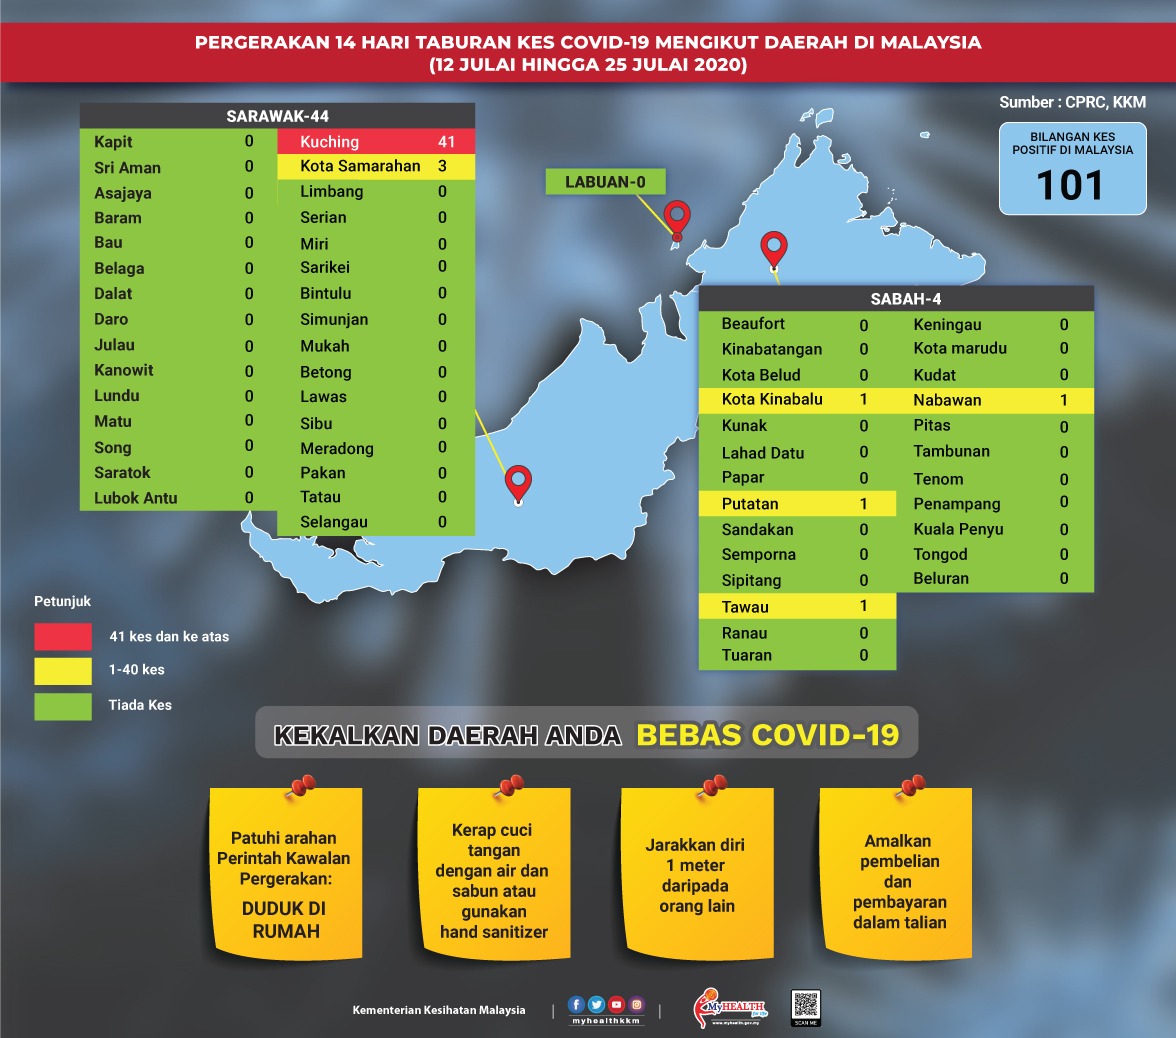 PERGERAKAN 14 HARI TABURAN KES COVID-19 MENGIKUT DAERAH DI MALAYSIA
(12 JULAI HINGGA 25 JULAI 2020)
Sumber : CPRC, KKM
BILANGAN KES
POSITIF DI MALAYSIA
101
SARAWAK-44
Kapit 0
Sri Aman 0
Asajaya 0
Baram 0
Bau 0
Belaga 0
Dalat 0
Daro 0
Julau 0
Kanowit 0
Lundu 0
Matu 0
Song 0
Saratok 0
Lubok Antu 0
Kuching 41
Kota Samarahan 3
Limbang 0
Serian 0
Miri 0
Sarikei 0
Bintulu 0
Simunjan 0
Mukah 0
Betong 0
Lawas 0
Sibu 0
Meradong 0
Pakan 0
Tatau 0
Selangau 0
LABUAN-0
SABAH-4
Beaufort 0
Kinabatangan 0
Kota Belud 0
Kota Kinabalu 1
Kunak 0
Lahad Datu 0
Papar 0
Putatan 1
Sandakan 0
Semporna 0
Sipitang 0
Tawau 1
Ranau 0
Tuaran 0
Keningau 0
Kota marudu 0
Kudat 0
Nabawan 1
Pitas 0
Tambunan 0
Tenom 0
Penampang 0
Kuala Penyu 0
Tongod 0
Beluran 0
Petunjuk
41 kes dan ke atas
1-40 kes
Tiada Kes
KEKALKAN DAERAH ANDA BEBAS COVID-19
Patuhi arahan
Perintah Kawalan
Pergerakan:
DUDUK DI
RUMAH
Kerap cuci
tangan
dengan air dan
sabun atau
gunakan
hand sanitizer
Jarakkan diri
1 meter
daripada
orang lain
Amalkan
pembelian
dan
pembayaran
dalam talian
Kementerian Kesihatan Malaysia
myhealthkkm
MyHEALTH
for life
www.myhealth.gov.my
SCAN ME